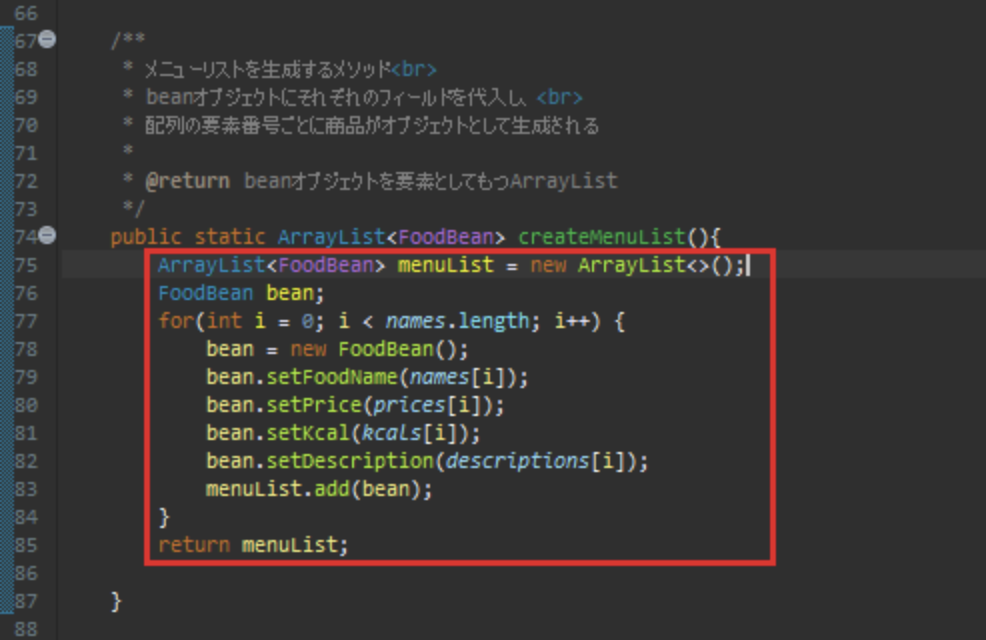 66
67 /**
68 * メニューリストを生成するメソッド<br>
69 * beanオブジェクトにそれぞれのフィールドを代入し <br>
70 * 配列の要素番号ごとに商品がオブジェクトとして生成される
71 *
72 * @return beanオブジェクトを要素としてもつArrayList
73 */
74 public static ArrayList<FoodBean> createMenuList(){
75 ArrayList<FoodBean> menuList = new ArrayList<>();
76 FoodBean bean;
77 for(int i = 0; i < names.length; i++) {
78 bean = new FoodBean();
79 bean.setFoodName(names[i]);
80 bean.setPrice(prices[i]);
81 bean.setKcal(kcals[i]);
82 bean.setDescription(descriptions[i]);
83 menuList.add(bean);
84 }
85 return menuList;
86
87 }
88